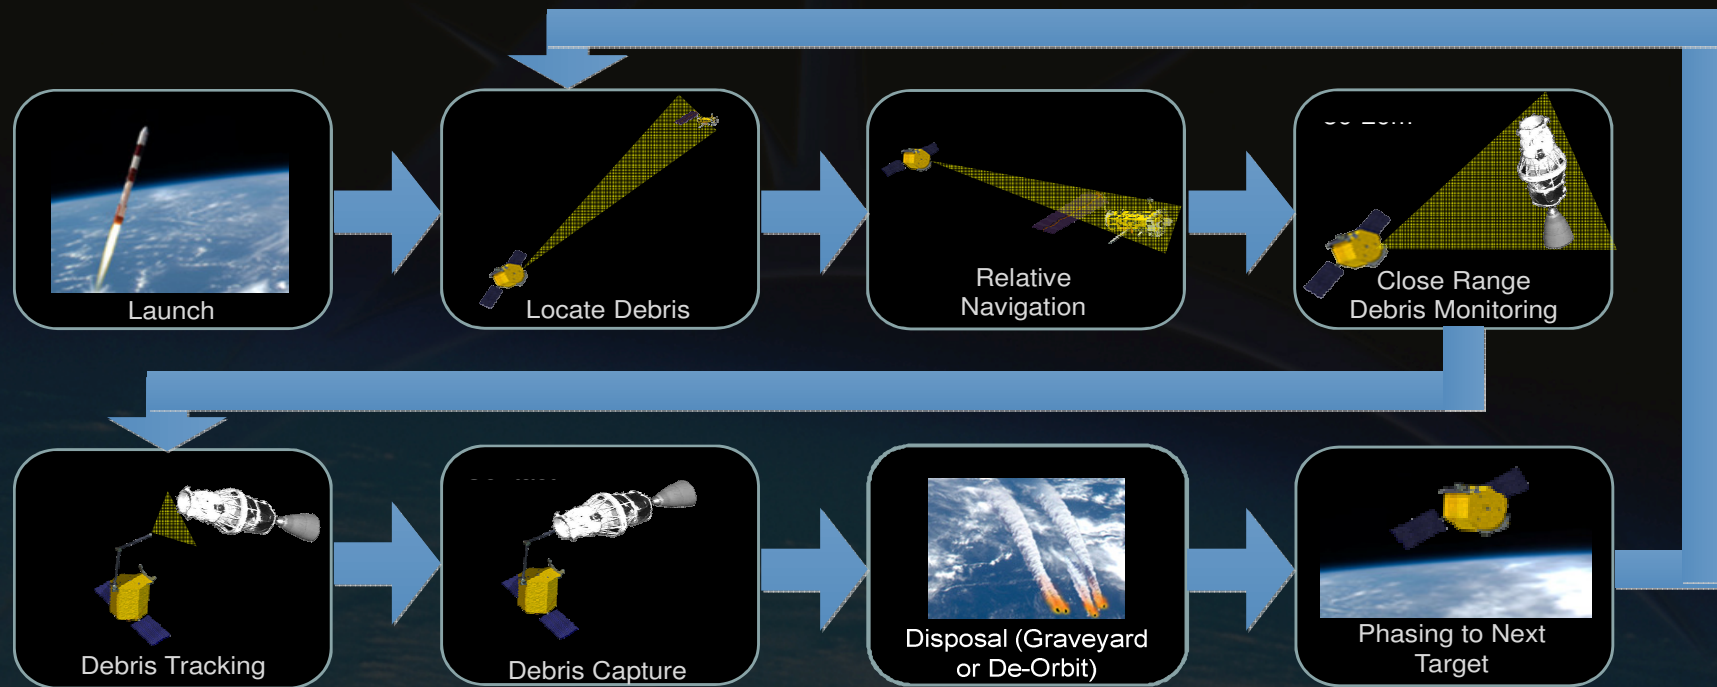 Launch
Locate Debris
Relative
Navigation
Close Range
Debris Monitoring
Debris Tracking
Debris Capture
Disposal (Graveyard
or De-Orbit)
Phasing to Next
Target